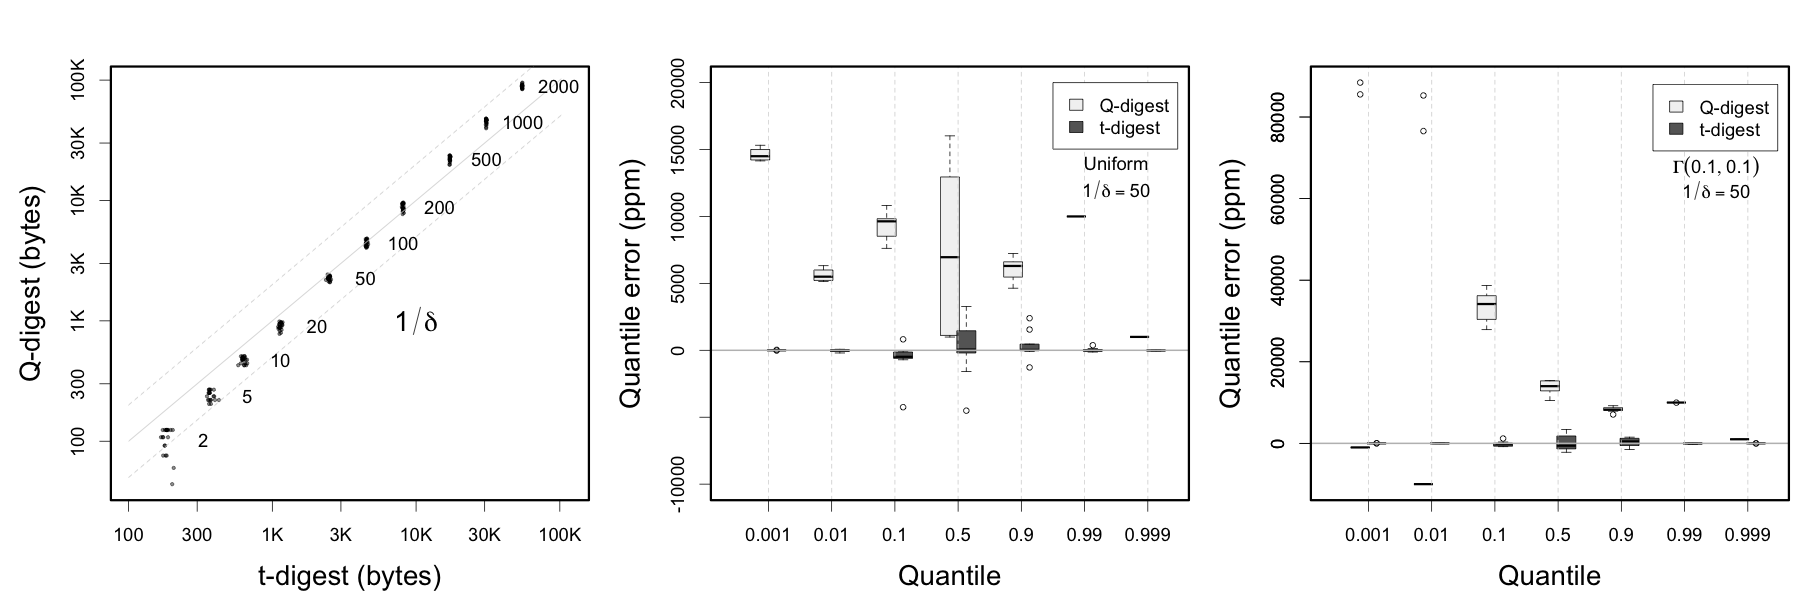 Q-digest (bytes)
100K
30K
10K
3K
1K
300
100
2000
1000
500
200
100
50
20
10
5
2
1/δ
100 300 1K 3K 10K 30K 100K
t-digest (bytes)
Quantile error (ppm)
20000
15000
10000
5000
0
-10000
Q-digest
t-digest
Uniform
1/δ = 50
0.001 0.01 0.1 0.5 0.9 0.99 0.999
Quantile
Quantile error (ppm)
80000
60000
40000
20000
0
Q-digest
t-digest
Γ(0.1, 0.1)
1/δ = 50
0.001 0.01 0.1 0.5 0.9 0.99 0.999
Quantile